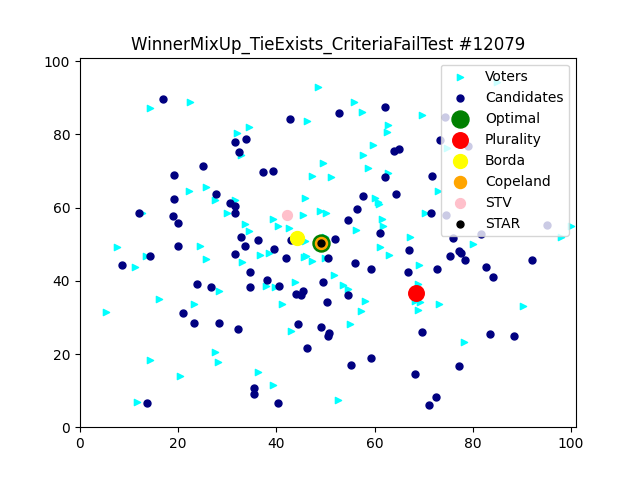 WinnerMixUp_TieExists_CriteriaFailTest #12079
100
80
60
40
20
0
0 20 40 60 80 100
Voters
Candidates
Optimal
Plurality
Borda
Copeland
STV
STAR